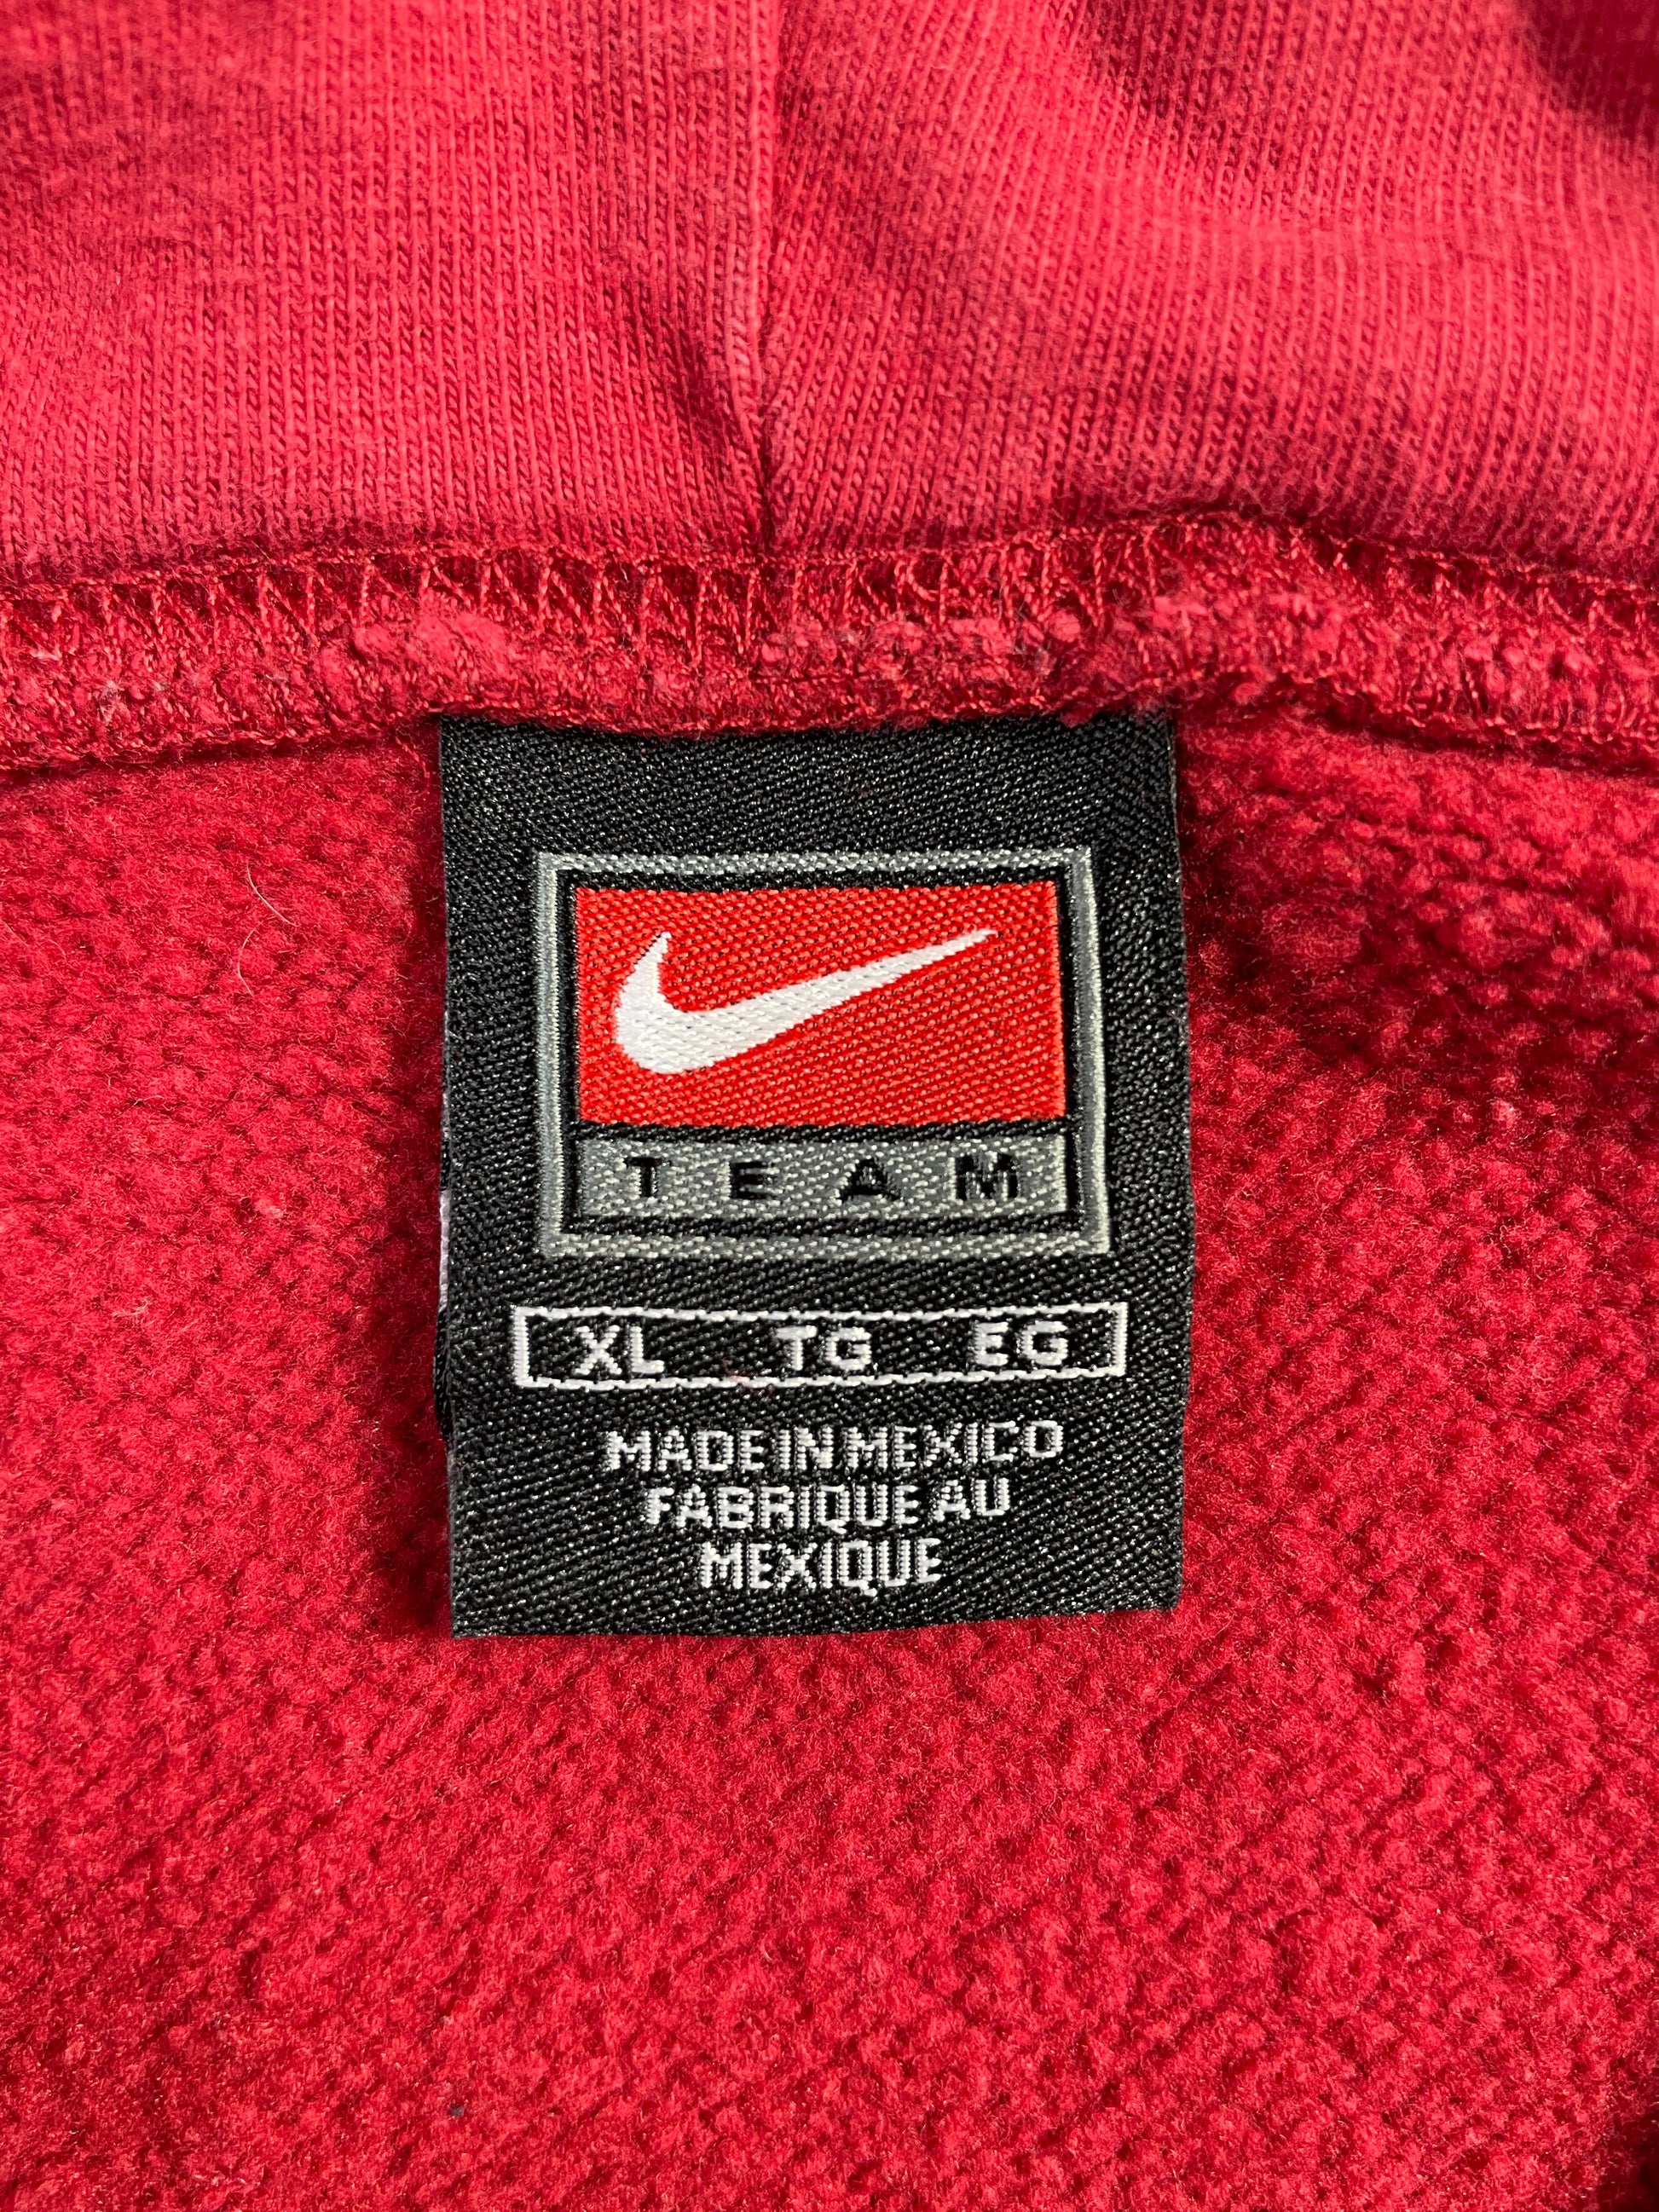 TEAM
XL TG EG
MADE IN MEXICO
FABRIQUE AU
MEXIQUE